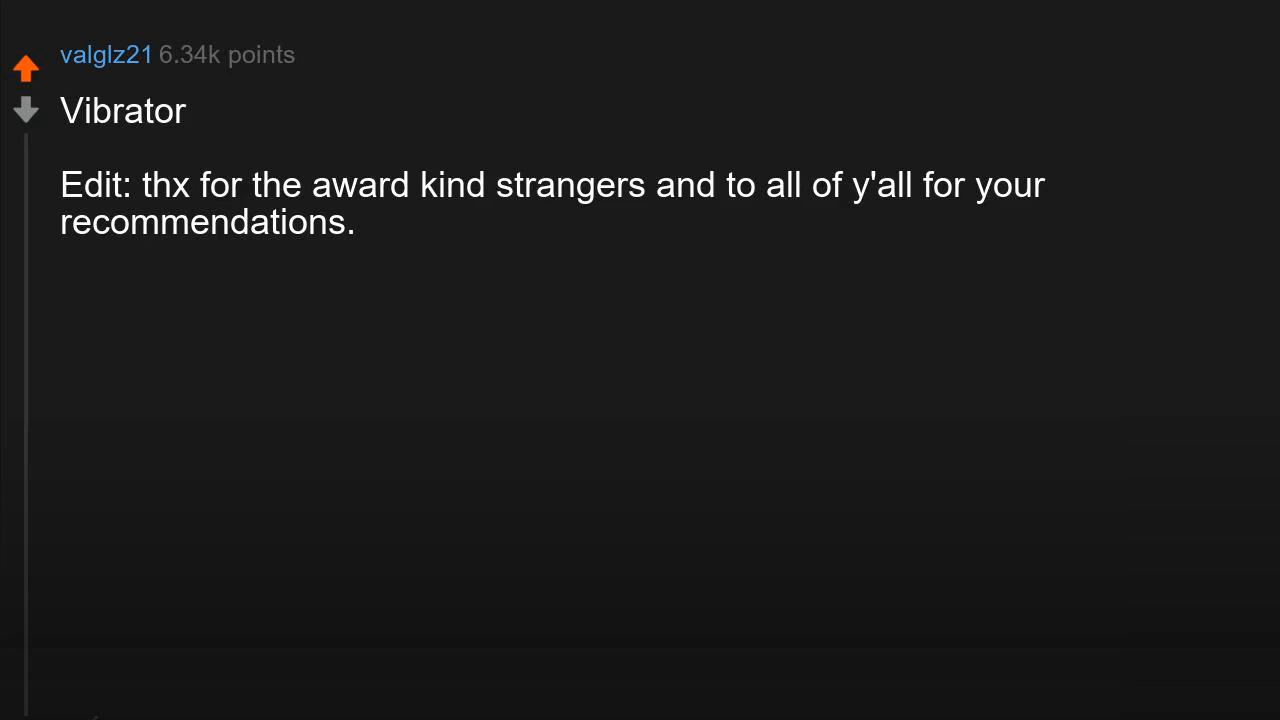 valglz21 6.34k points
Vibrator
Edit: thx for the award kind strangers and to all of y'all for your
recommendations.